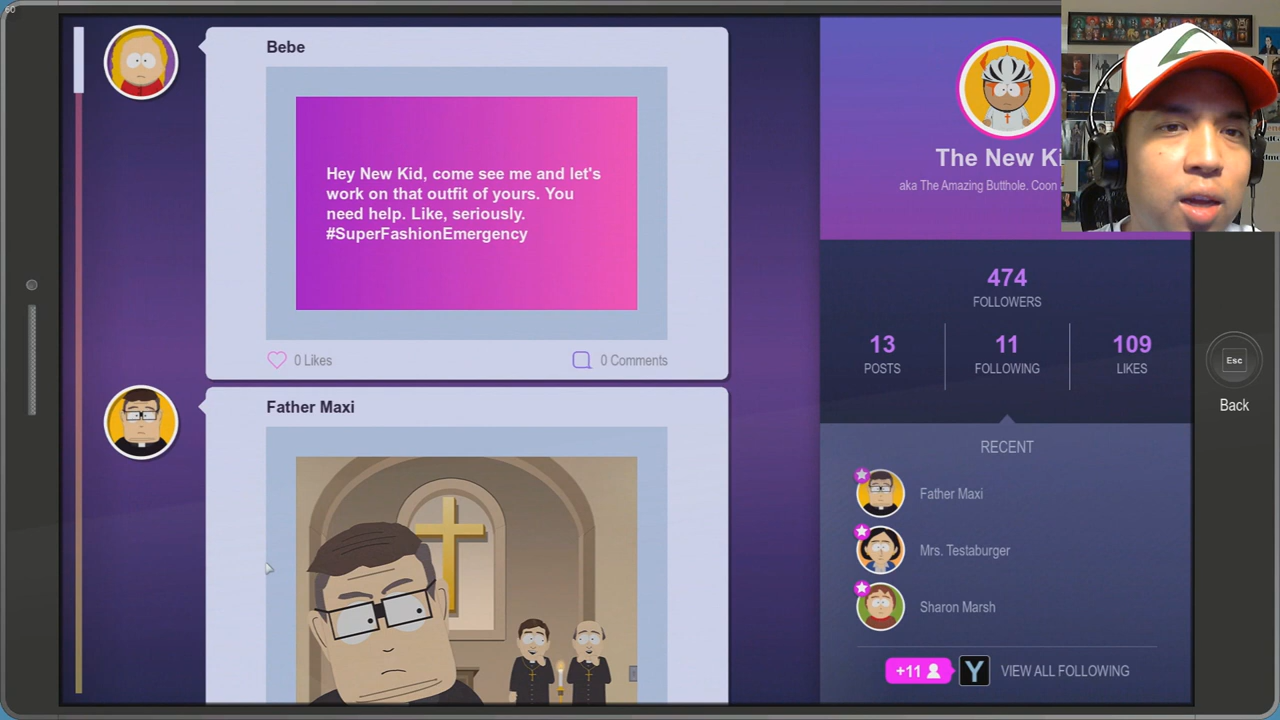 60
Bebe
Hey New Kid, come see me and let's
work on that outfit of yours. You
need help. Like, seriously.
#SuperFashionEmergency
0 Likes
0 Comments
Father Maxi
The New Ki
aka The Amazing Butthole. Coon
474
FOLLOWERS
13
POSTS
11
FOLLOWING
109
LIKES
RECENT
Father Maxi
Mrs. Testaburger
Sharon Marsh
+11
Y
VIEW ALL FOLLOWING
Esc
Back